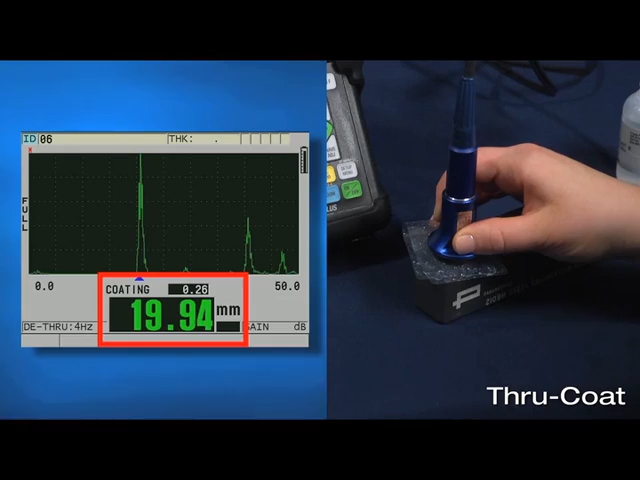 ID 06
THK: .
FULL
0.0
50.0
COATING 0.26
19.94 mm
DE-THRU:4Hz
GAIN dB
PLUS
Thru-Coat